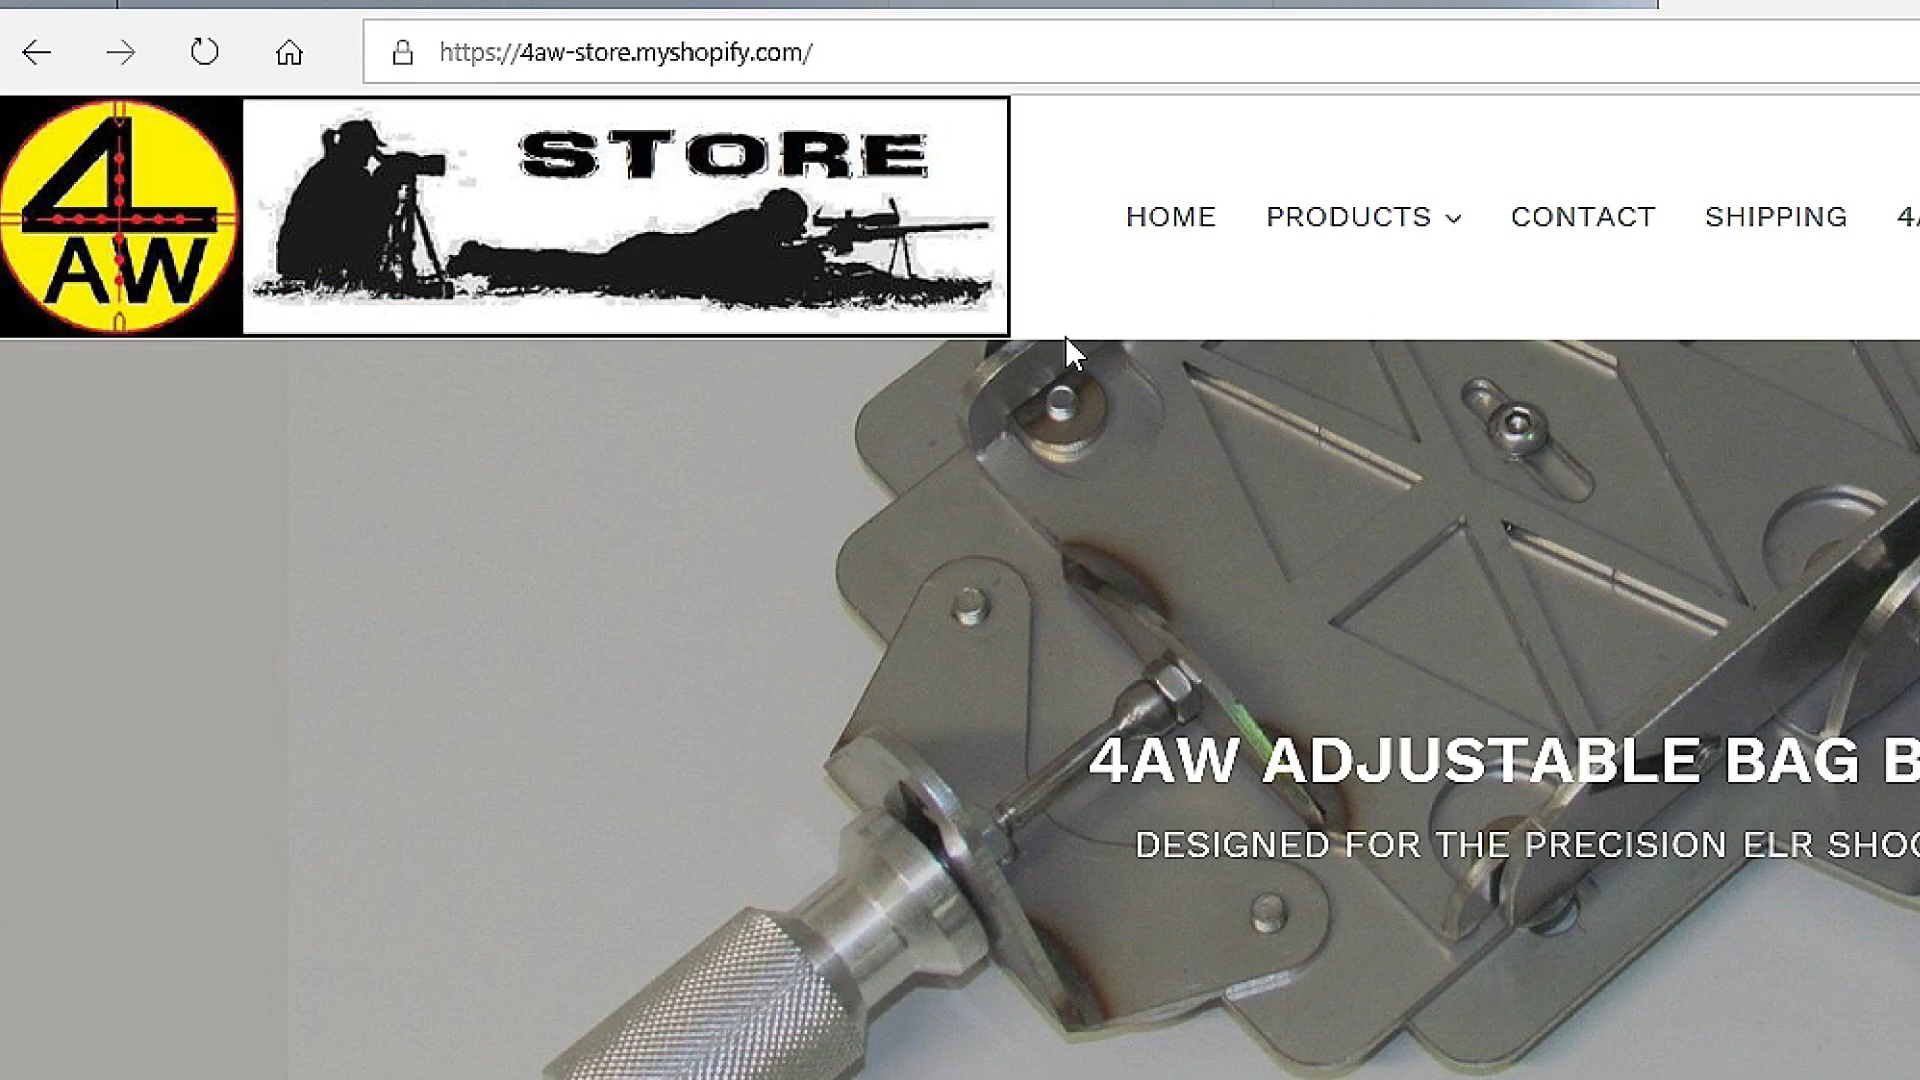 https://4aw-store.myshopify.com/
4
AW
STORE
HOME PRODUCTS CONTACT SHIPPING
4AW ADJUSTABLE BAG
DESIGNED FOR THE PRECISION ELR